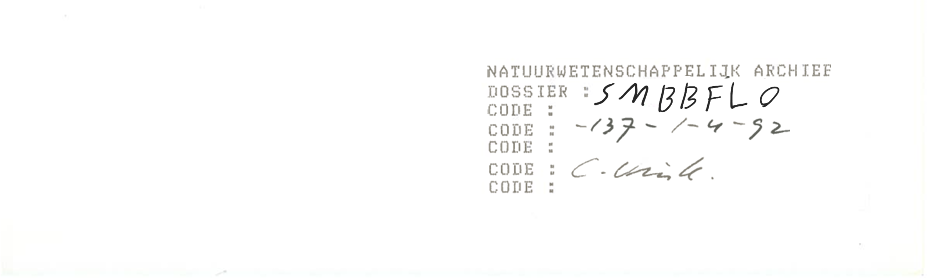 NATUURWETENSCHAPPELIJK ARCHIEF
DOSSIER : SMBBFLO
CODE :
CODE : -137-1-4-92
CODE :
CODE : C.
CODE :